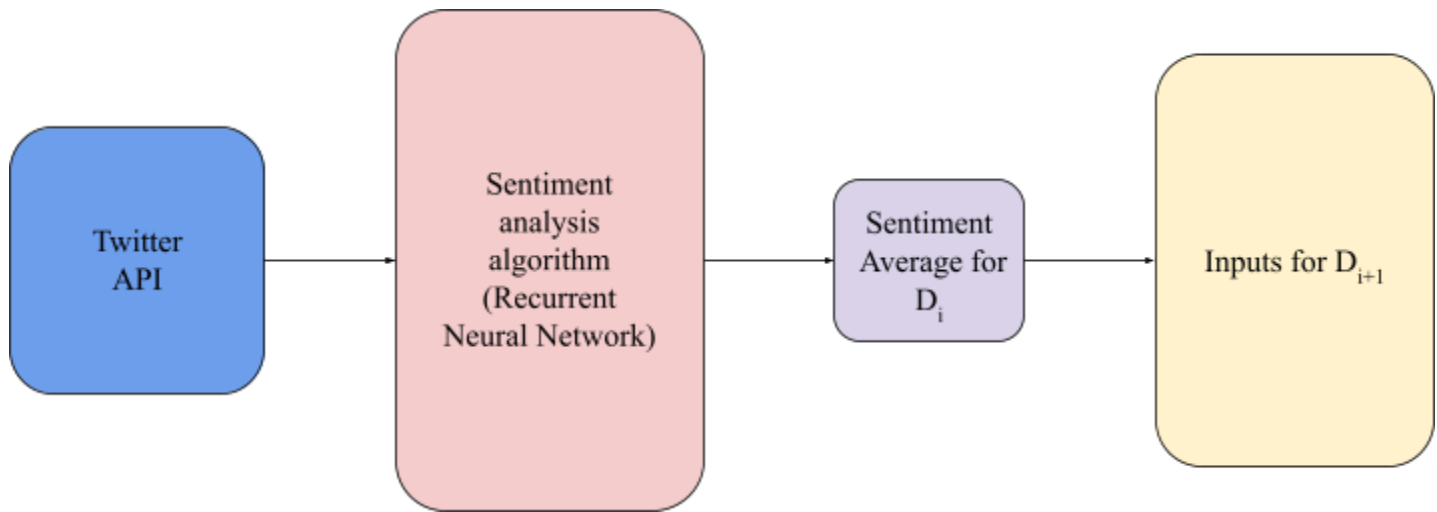 Twitter
API
Sentiment
analysis
algorithm
(Recurrent
Neural Network)
Sentiment
Average for
Dᵢ
Inputs for Dᵢ₊₁